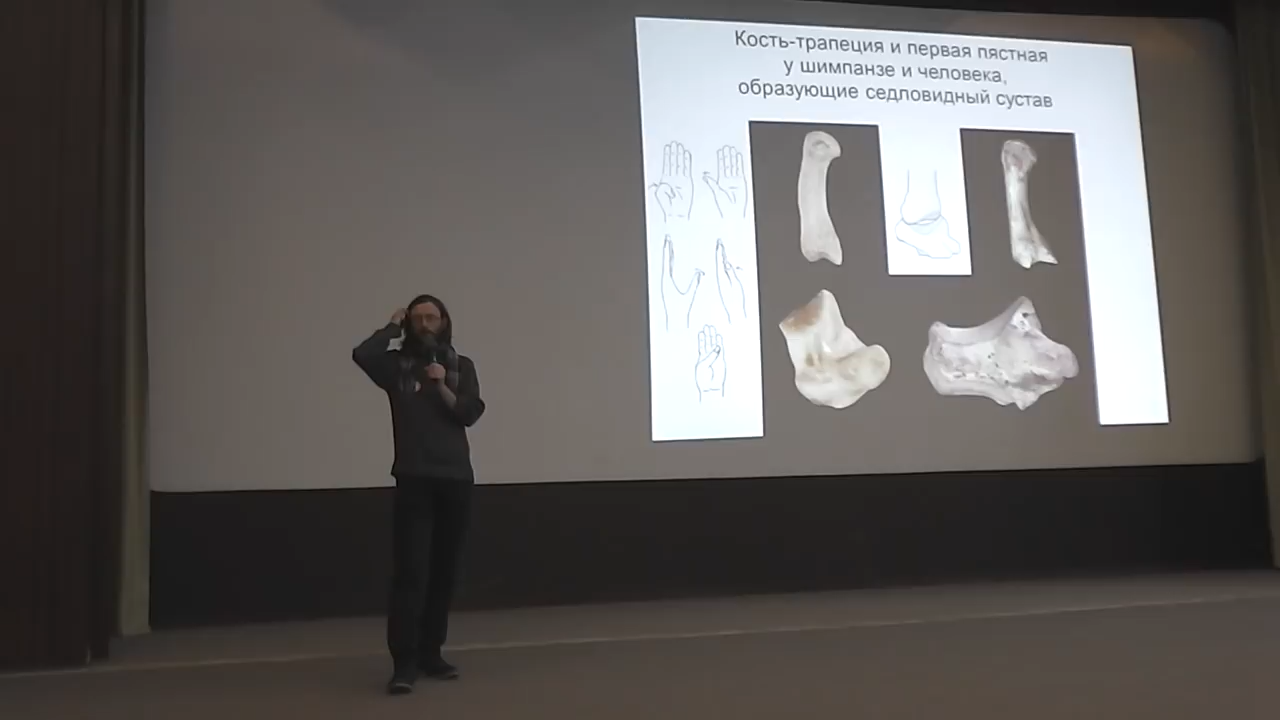 Кость-трапеция и первая пястная
у шимпанзе и человека,
образующие седловидный сустав